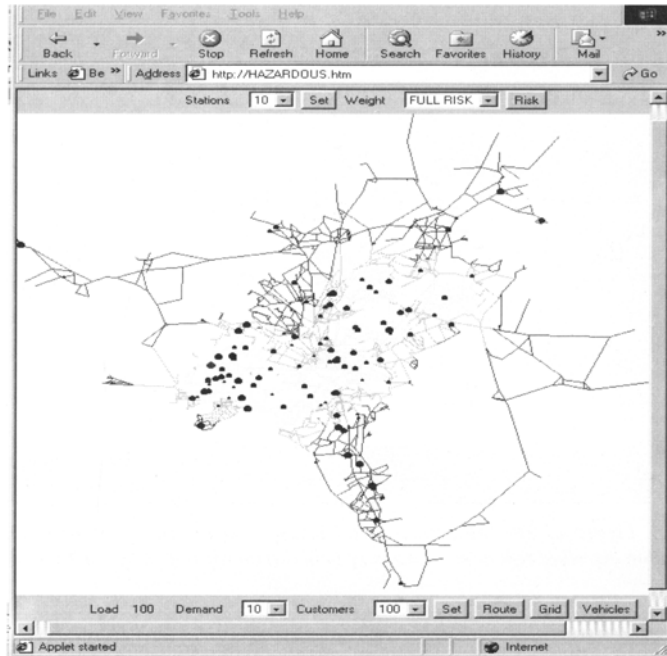 File Edit View Favorites Tools Help
Back Forward Stop Refresh Home Search Favorites History Mail »
Links Be » Address http://HAZARDOUS.htm Go
Stations 10 Set Weight FULL RISK Risk
Load 100 Demand 10 Customers 100 Set Route Grid Vehicles
Applet started Internet